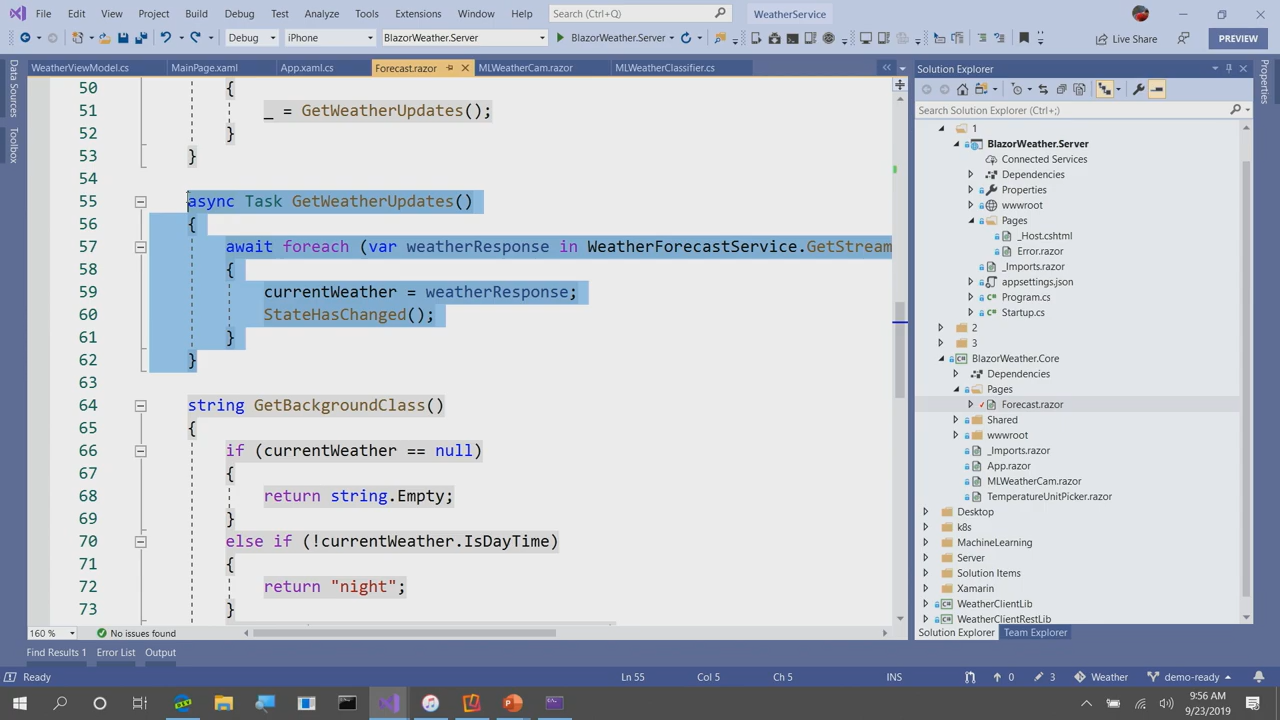 File Edit View Project Build Debug Test Analyze Tools Extensions Window Help Search (Ctrl+Q) WeatherService
Debug iPhone BlazorWeather.Server BlazorWeather.Server Live Share PREVIEW
WeatherViewModel.cs MainPage.xaml App.xaml.cs Forecast.razor MLWeatherCam.razor MLWeatherClassifier.cs
Data Sources
Toolbox
50 {
51 _ = GetWeatherUpdates();
52 }
53 }
54
55 async Task GetWeatherUpdates()
56 {
57 await foreach (var weatherResponse in WeatherForecastService.GetStream
58 {
59 currentWeather = weatherResponse;
60 StateHasChanged();
61 }
62 }
63
64 string GetBackgroundClass()
65 {
66 if (currentWeather == null)
67 {
68 return string.Empty;
69 }
70 else if (!currentWeather.IsDayTime)
71 {
72 return "night";
73 }
160 % No issues found
Solution Explorer
Search Solution Explorer (Ctrl+;)
1
BlazorWeather.Server
Connected Services
Dependencies
Properties
wwwroot
Pages
_Host.cshtml
Error.razor
_Imports.razor
appsettings.json
Program.cs
Startup.cs
2
3
BlazorWeather.Core
Dependencies
Pages
Forecast.razor
Shared
wwwroot
_Imports.razor
App.razor
MLWeatherCam.razor
TemperatureUnitPicker.razor
Desktop
k8s
MachineLearning
Server
Solution Items
Xamarin
WeatherClientLib
WeatherClientRestLib
Solution Explorer Team Explorer
Properties
Find Results 1 Error List Output
Ready Ln 55 Col 5 Ch 5 INS 0 3 Weather demo-ready
9:56 AM
9/23/2019